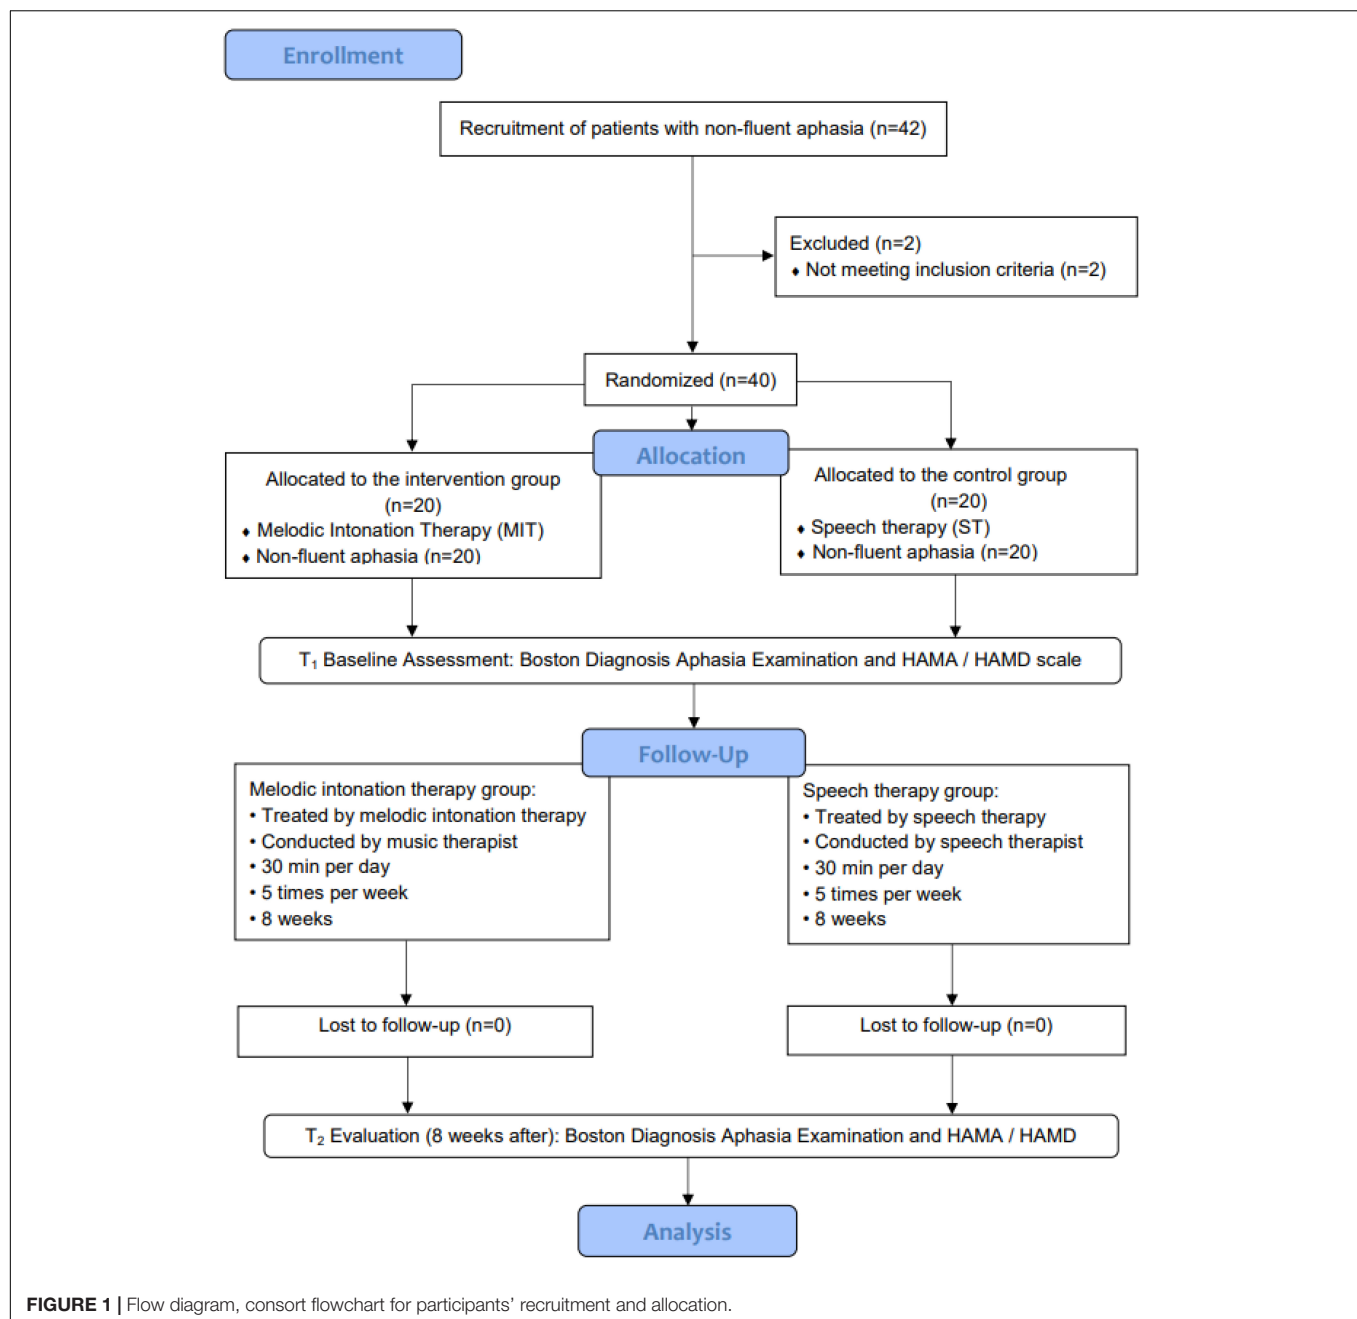 Enrollment
Recruitment of patients with non-fluent aphasia (n=42)
Excluded (n=2)
♦ Not meeting inclusion criteria (n=2)
Randomized (n=40)
Allocation
Allocated to the intervention group
(n=20)
♦ Melodic Intonation Therapy (MIT)
♦ Non-fluent aphasia (n=20)
Allocated to the control group
(n=20)
♦ Speech therapy (ST)
♦ Non-fluent aphasia (n=20)
T₁ Baseline Assessment: Boston Diagnosis Aphasia Examination and HAMA / HAMD scale
Follow-Up
Melodic intonation therapy group:
• Treated by melodic intonation therapy
• Conducted by music therapist
• 30 min per day
• 5 times per week
• 8 weeks
Speech therapy group:
• Treated by speech therapy
• Conducted by speech therapist
• 30 min per day
• 5 times per week
• 8 weeks
Lost to follow-up (n=0)
Lost to follow-up (n=0)
T₂ Evaluation (8 weeks after): Boston Diagnosis Aphasia Examination and HAMA / HAMD
Analysis
FIGURE 1 | Flow diagram, consort flowchart for participants' recruitment and allocation.